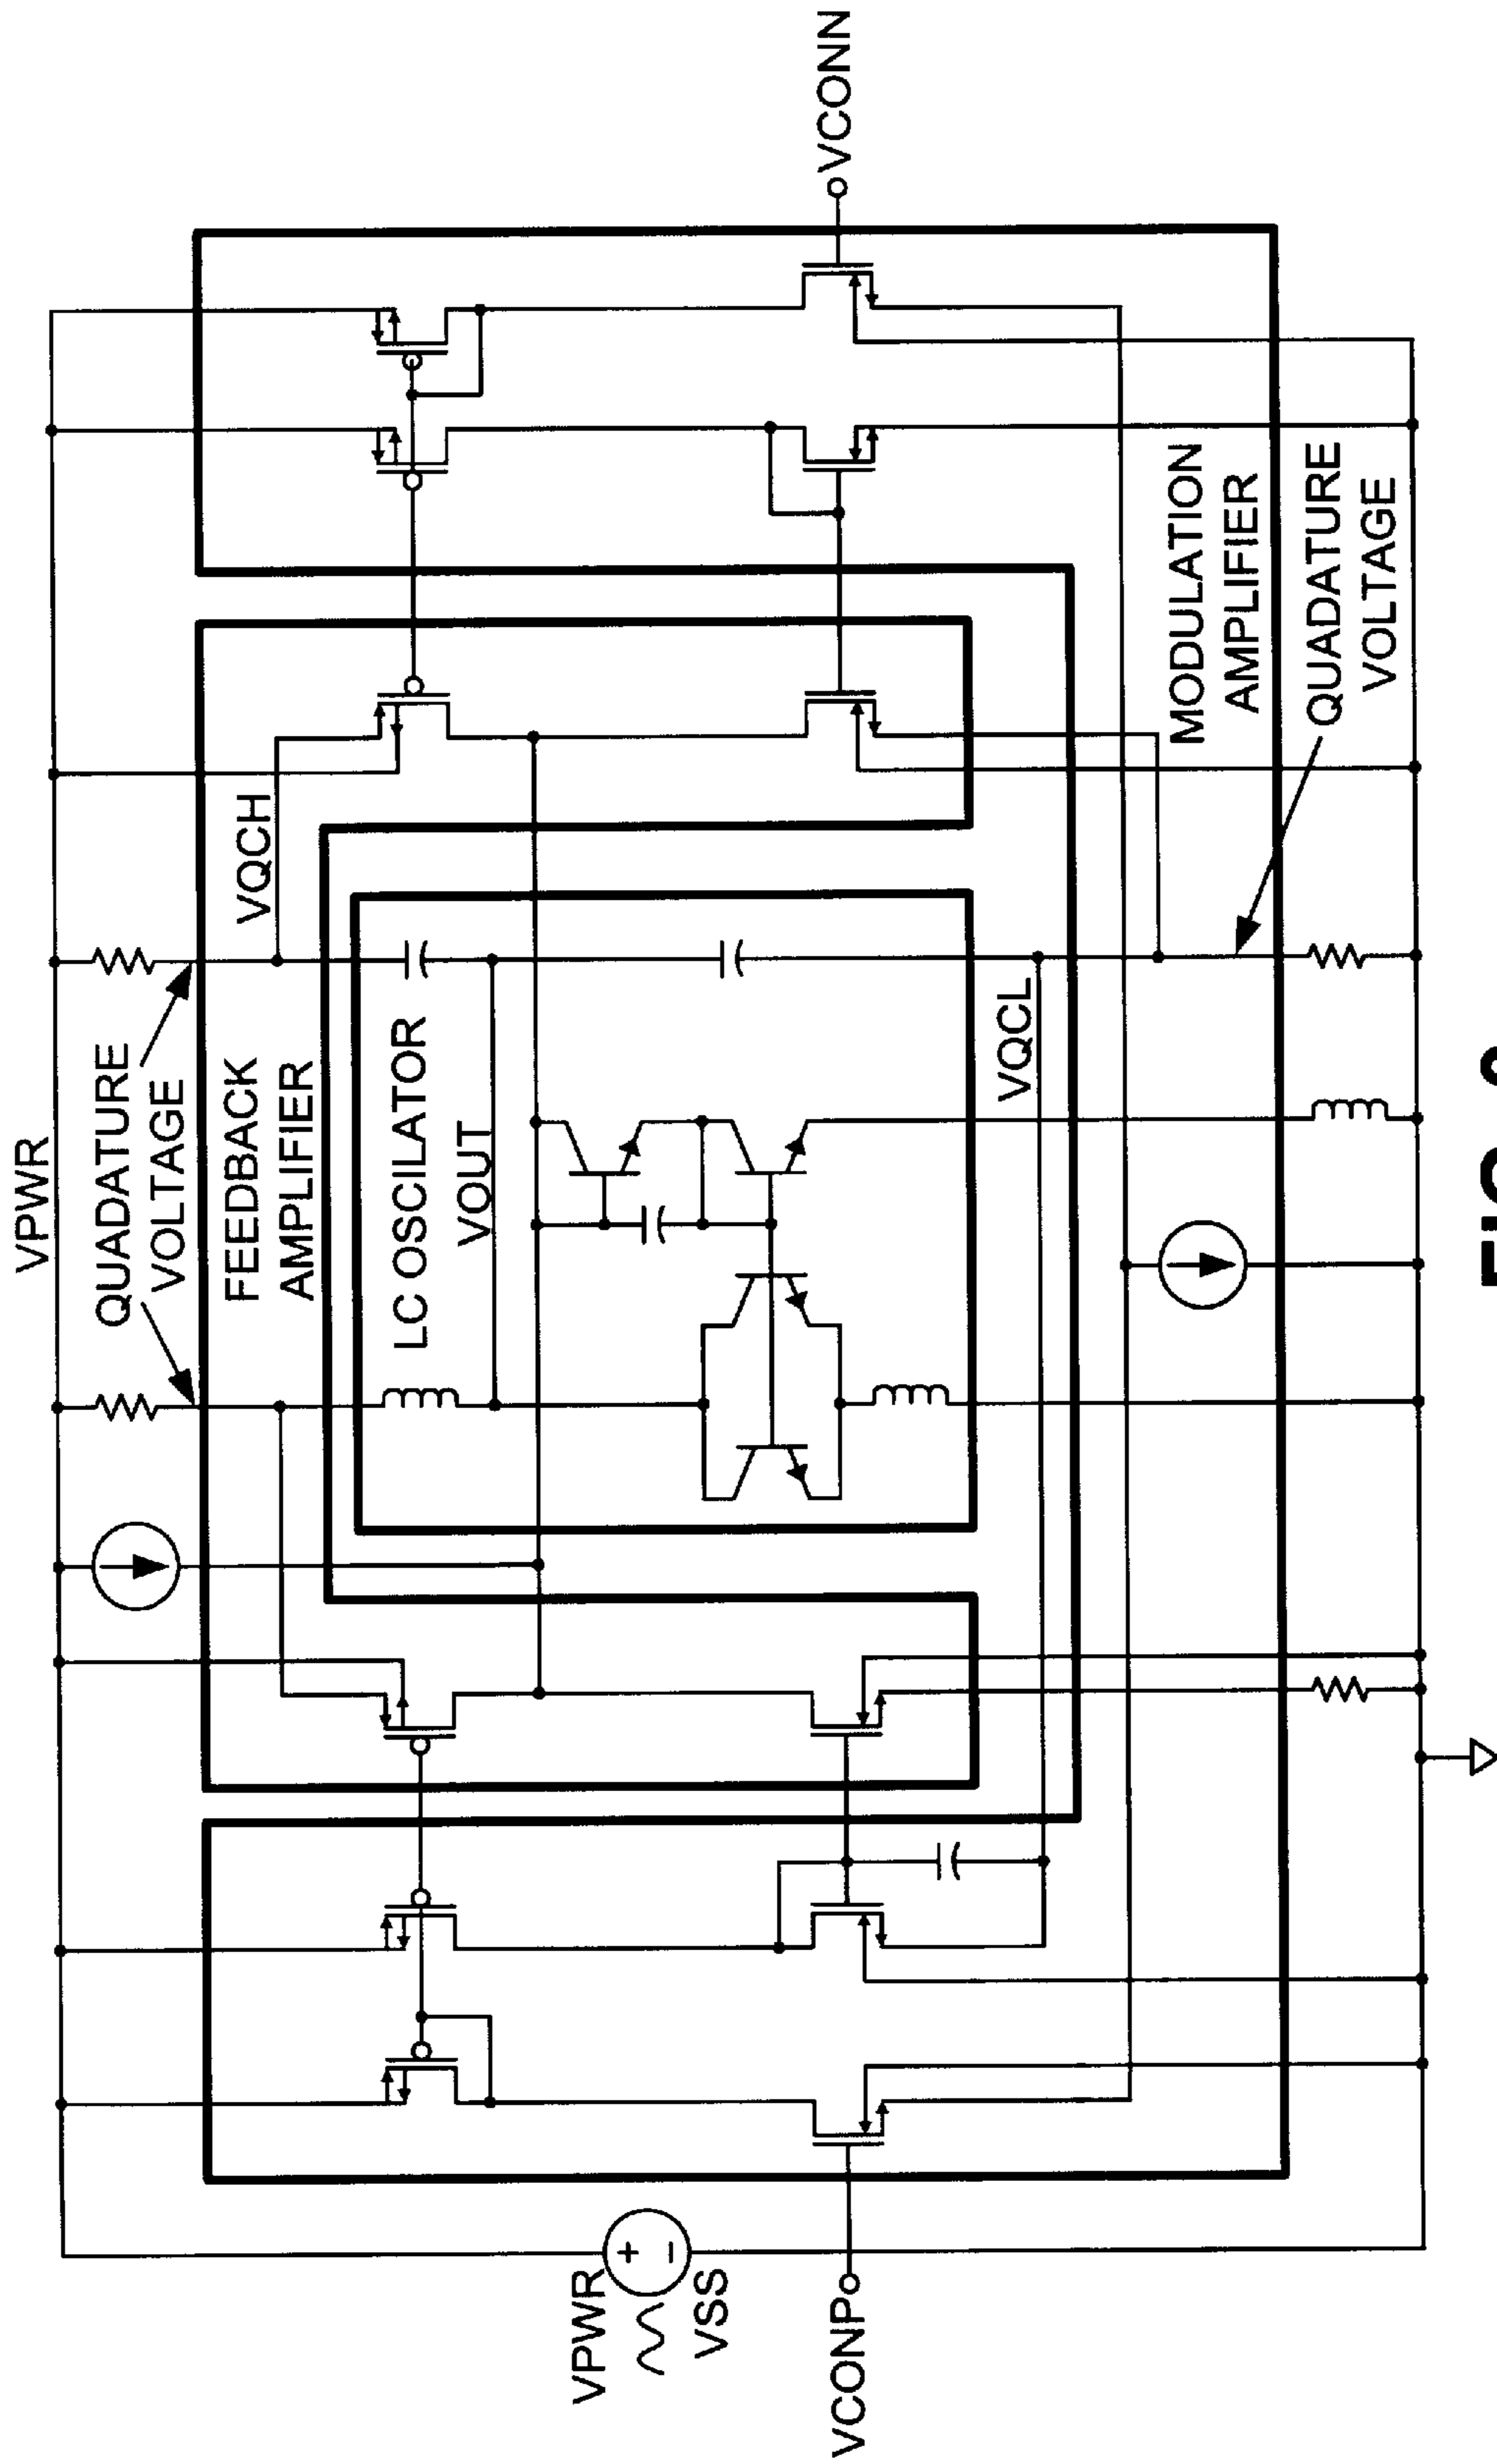 VPWR
QUADATURE
VOLTAGE
VQCH
FEEDBACK
AMPLIFIER
LC OSCILATOR
VOUT
VPWR
VSS
VCONP
VCONN
VQCL
MODULATION
AMPLIFIER
QUADATURE
VOLTAGE